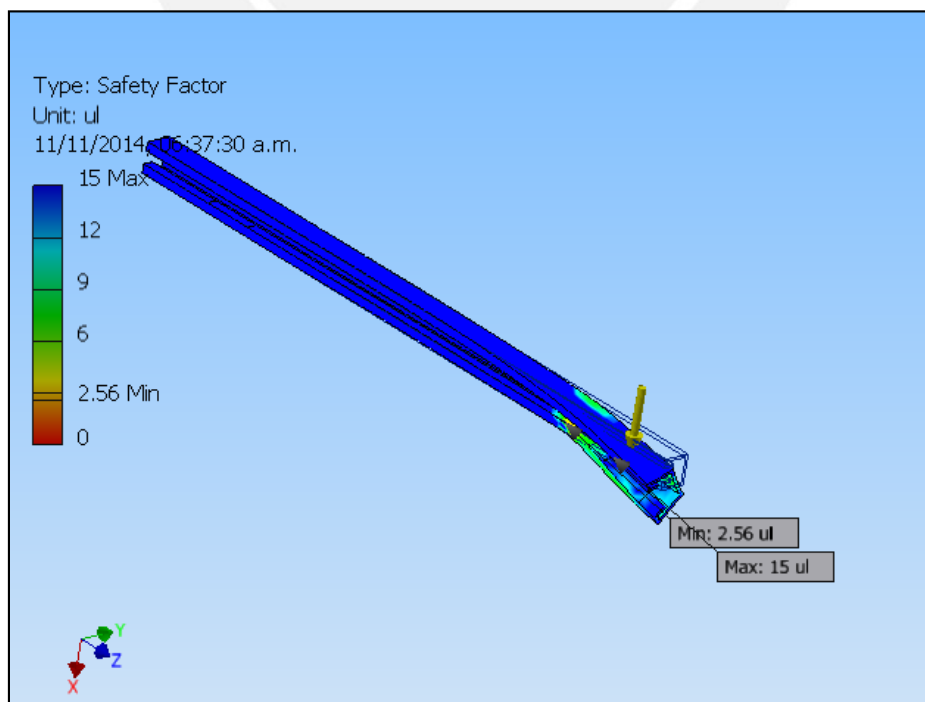 Type: Safety Factor
Unit: ul
11/11/2014, 06:37:30 a.m.
15 Max
12
9
6
2.56 Min
0
Min: 2.56 ul
Max: 15 ul
Y
Z
X